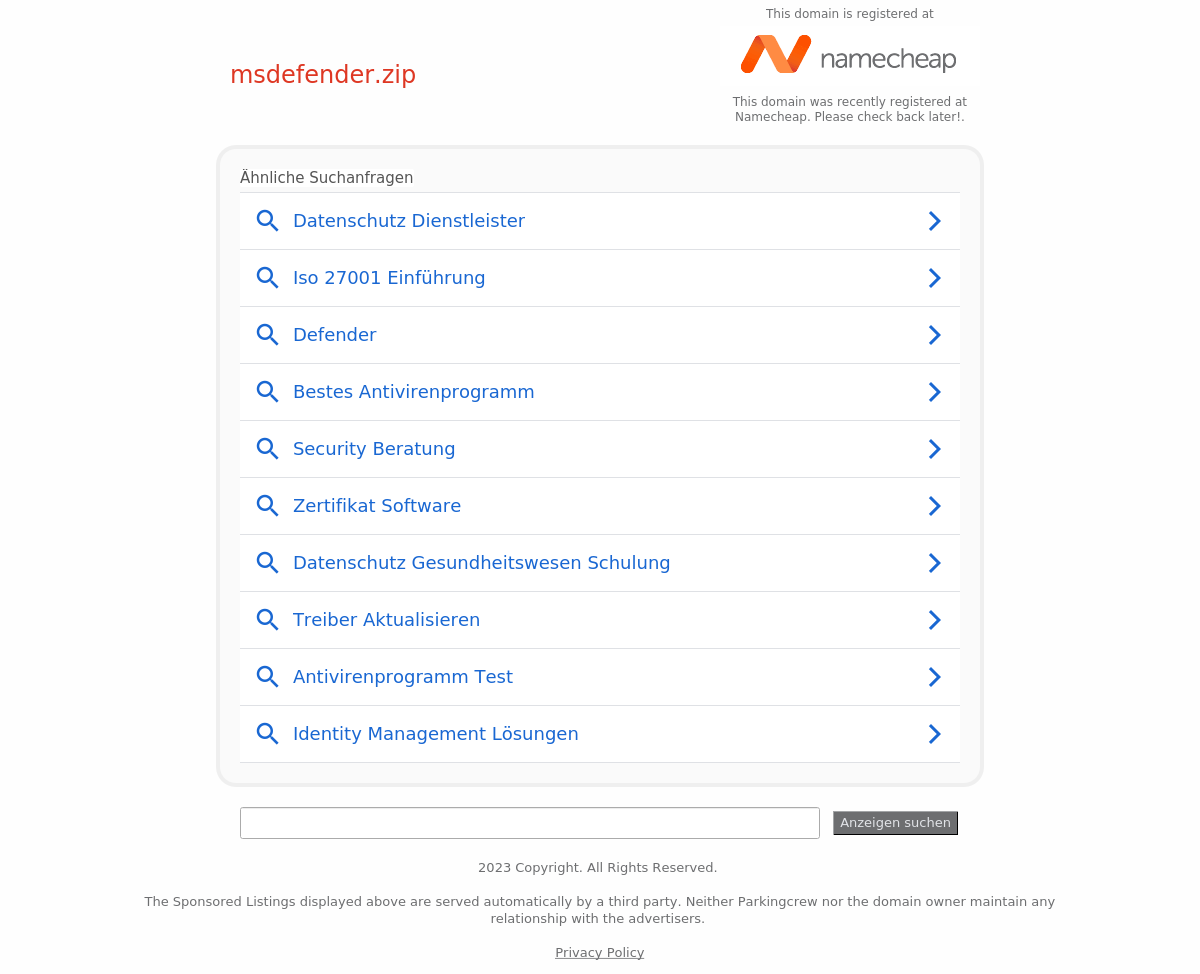 This domain is registered at
namecheap
msdefender.zip
This domain was recently registered at
Namecheap. Please check back later!.
Ähnliche Suchanfragen
Datenschutz Dienstleister
Iso 27001 Einführung
Defender
Bestes Antivirenprogramm
Security Beratung
Zertifikat Software
Datenschutz Gesundheitswesen Schulung
Treiber Aktualisieren
Antivirenprogramm Test
Identity Management Lösungen
Anzeigen suchen
2023 Copyright. All Rights Reserved.
The Sponsored Listings displayed above are served automatically by a third party. Neither Parkingcrew nor the domain owner maintain any
relationship with the advertisers.
Privacy Policy